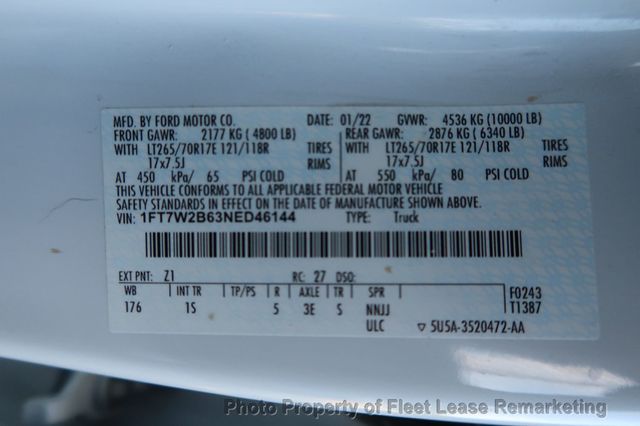 MFD. BY FORD MOTOR CO. DATE: 01/22 GVWR: 4536 KG (10000 LB)
FRONT GAWR: 2177 KG ( 4800 LB) REAR GAWR: 2876 KG ( 6340 LB)
WITH LT265/70R17E 121/118R TIRES WITH LT265/70R17E 121/118R TIRES
17x7.5J RIMS 17x7.5J RIMS
AT 450 kPa/ 65 PSI COLD AT 550 kPa/ 80 PSI COLD
THIS VEHICLE CONFORMS TO ALL APPLICABLE FEDERAL MOTOR VEHICLE
SAFETY STANDARDS IN EFFECT ON THE DATE OF MANUFACTURE SHOWN ABOVE.
VIN: 1FT7W2B63NED46144 TYPE: Truck
EXT PNT: Z1 RC: 27 DSO:
WB INT TR TP/PS R AXLE TR SPR F0243
176 1S 5 3E S NNJJ T1387
ULC ▽ 5U5A-3520472-AA
Photo Property of Fleet Lease Remarketing